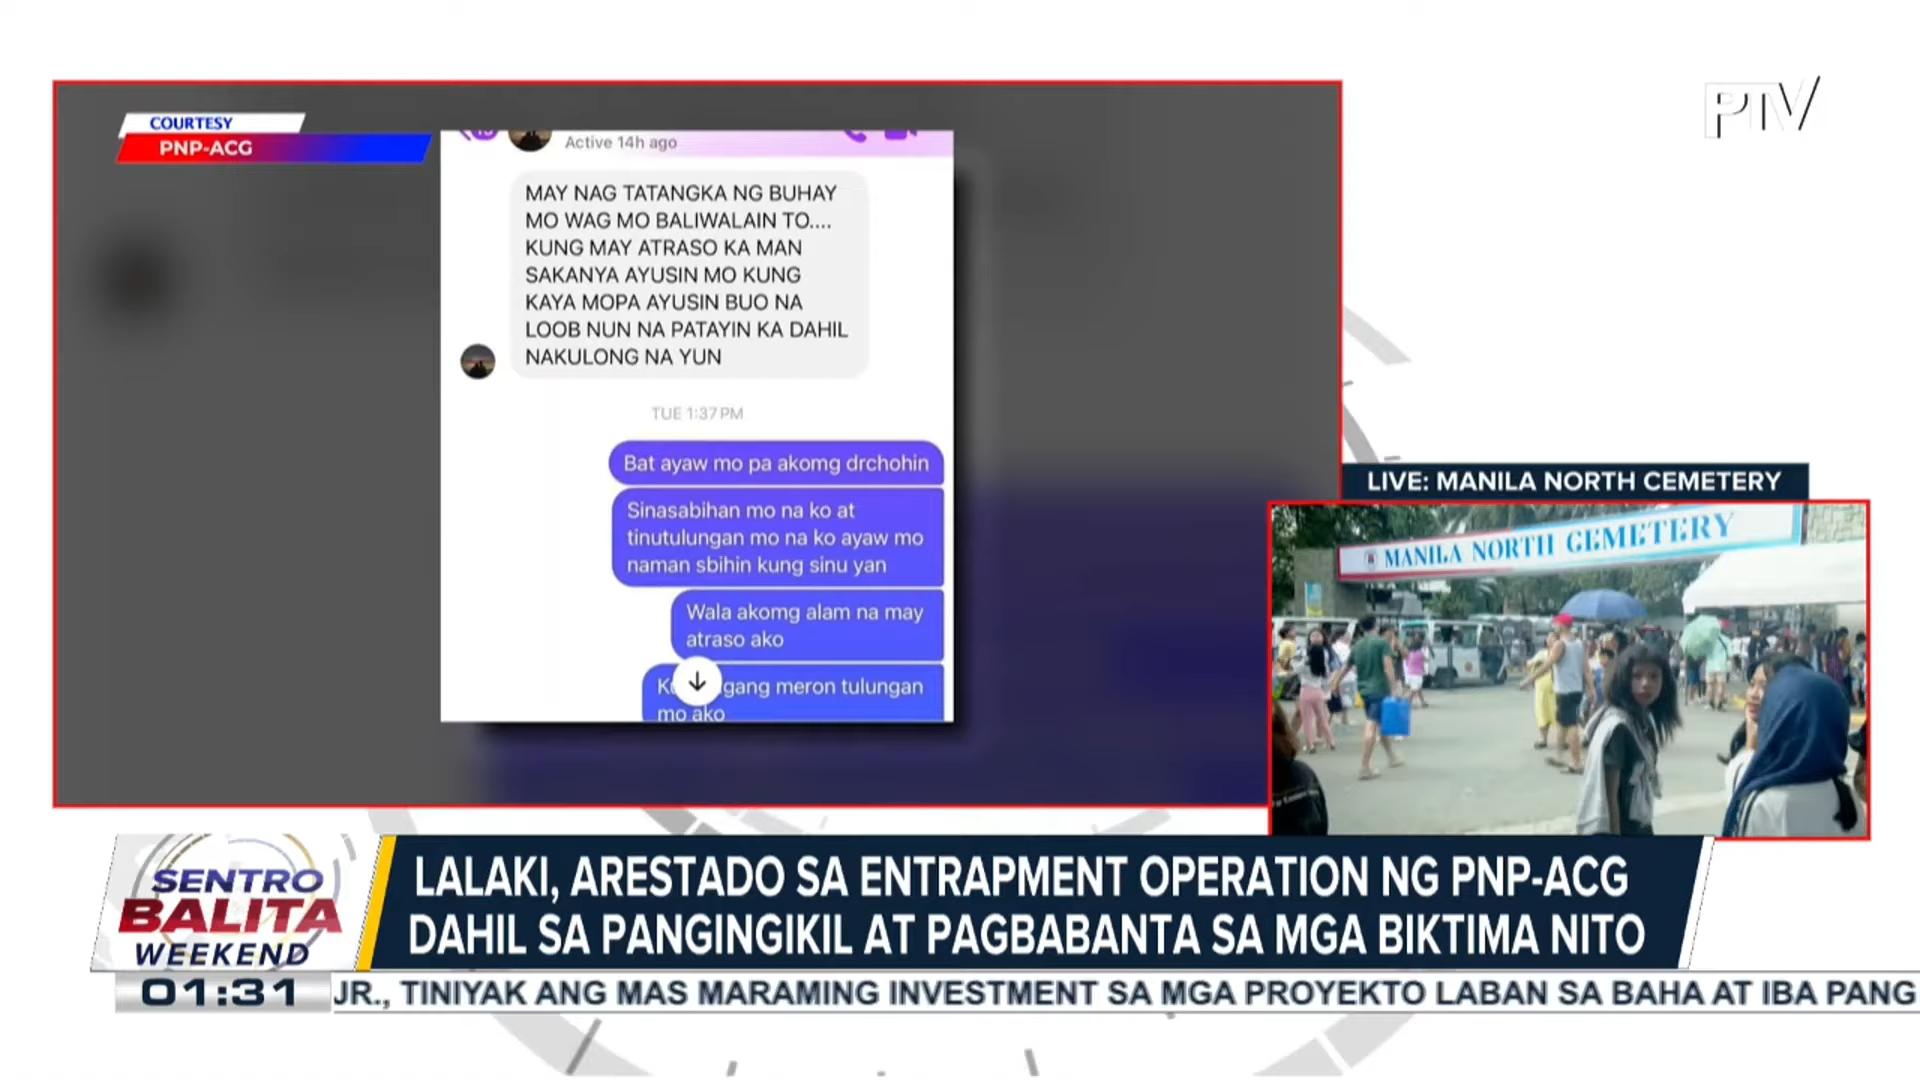 COURTESY
PNP-ACG
PTV
Active 14h ago
MAY NAG TATANGKA NG BUHAY
MO WAG MO BALIWALAIN TO....
KUNG MAY ATRASO KA MAN
SAKANYA AYUSIN MO KUNG
KAYA MOPA AYUSIN BUO NA
LOOB NUN NA PATAYIN KA DAHIL
NAKULONG NA YUN
TUE 1:37 PM
Bat ayaw mo pa akomg drchohin
Sinasabihan mo na ko at
tinutulungan mo na ko ayaw mo
naman sbihin kung sinu yan
Wala akomg alam na may
atraso ako
meron tulungan
mo ako
LIVE: MANILA NORTH CEMETERY
MANILA NORTH CEMETERY
SENTRO
BALITA
WEEKEND
LALAKI, ARESTADO SA ENTRAPMENT OPERATION NG PNP-ACG
DAHIL SA PANGINGIKIL AT PAGBABANTA SA MGA BIKTIMA NITO
01:31
JR., TINIYAK ANG MAS MARAMING INVESTMENT SA MGA PROYEKTO LABAN SA BAHA AT IBA PANG